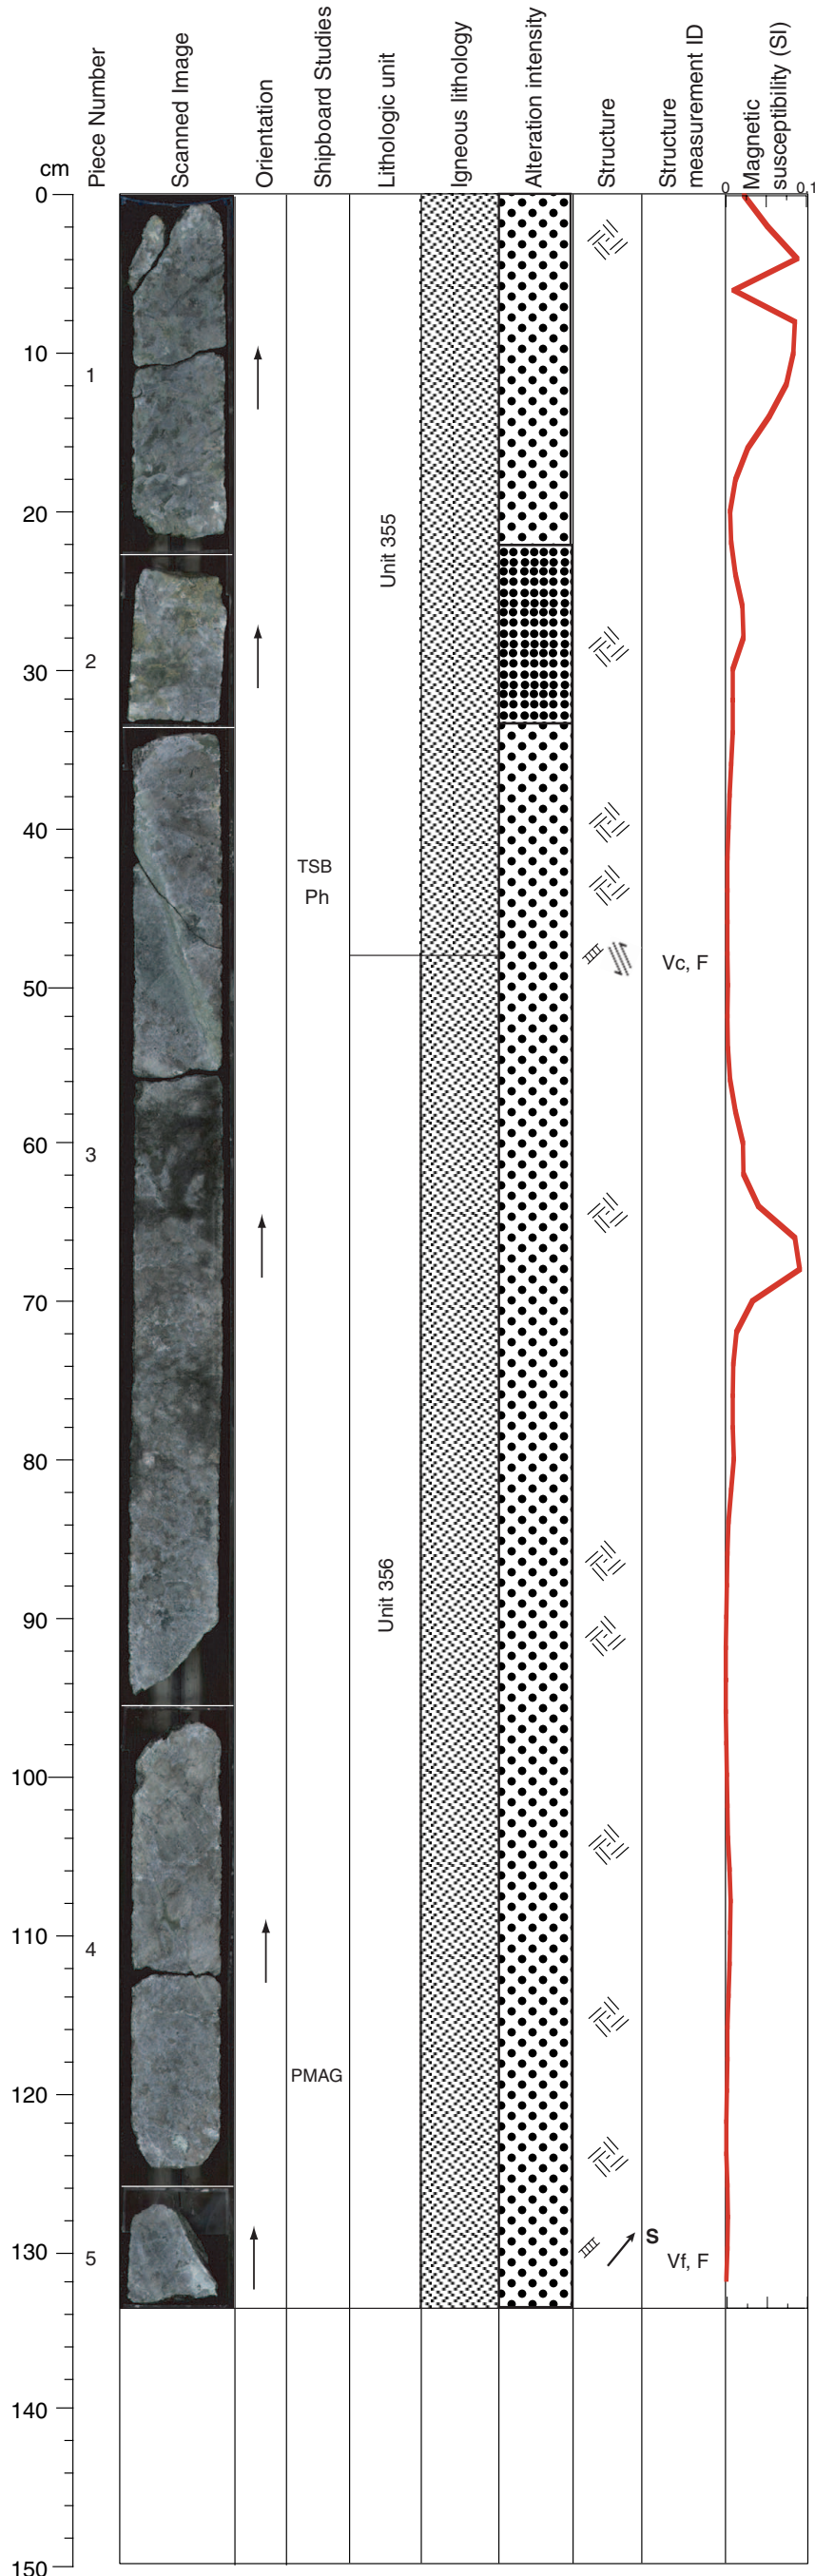 cm
Piece Number
Scanned Image
Orientation
Shipboard Studies
Lithologic unit
Igneous lithology
Alteration intensity
Structure
Structure
measurement ID
Magnetic
susceptibility (SI)
0 0.1
0
10
1
20
Unit 355
2
30
40
TSB
Ph
50
Vc, F
60
3
70
80
Unit 356
90
100
110
4
PMAG
120
S
130
5
Vf, F
140
150